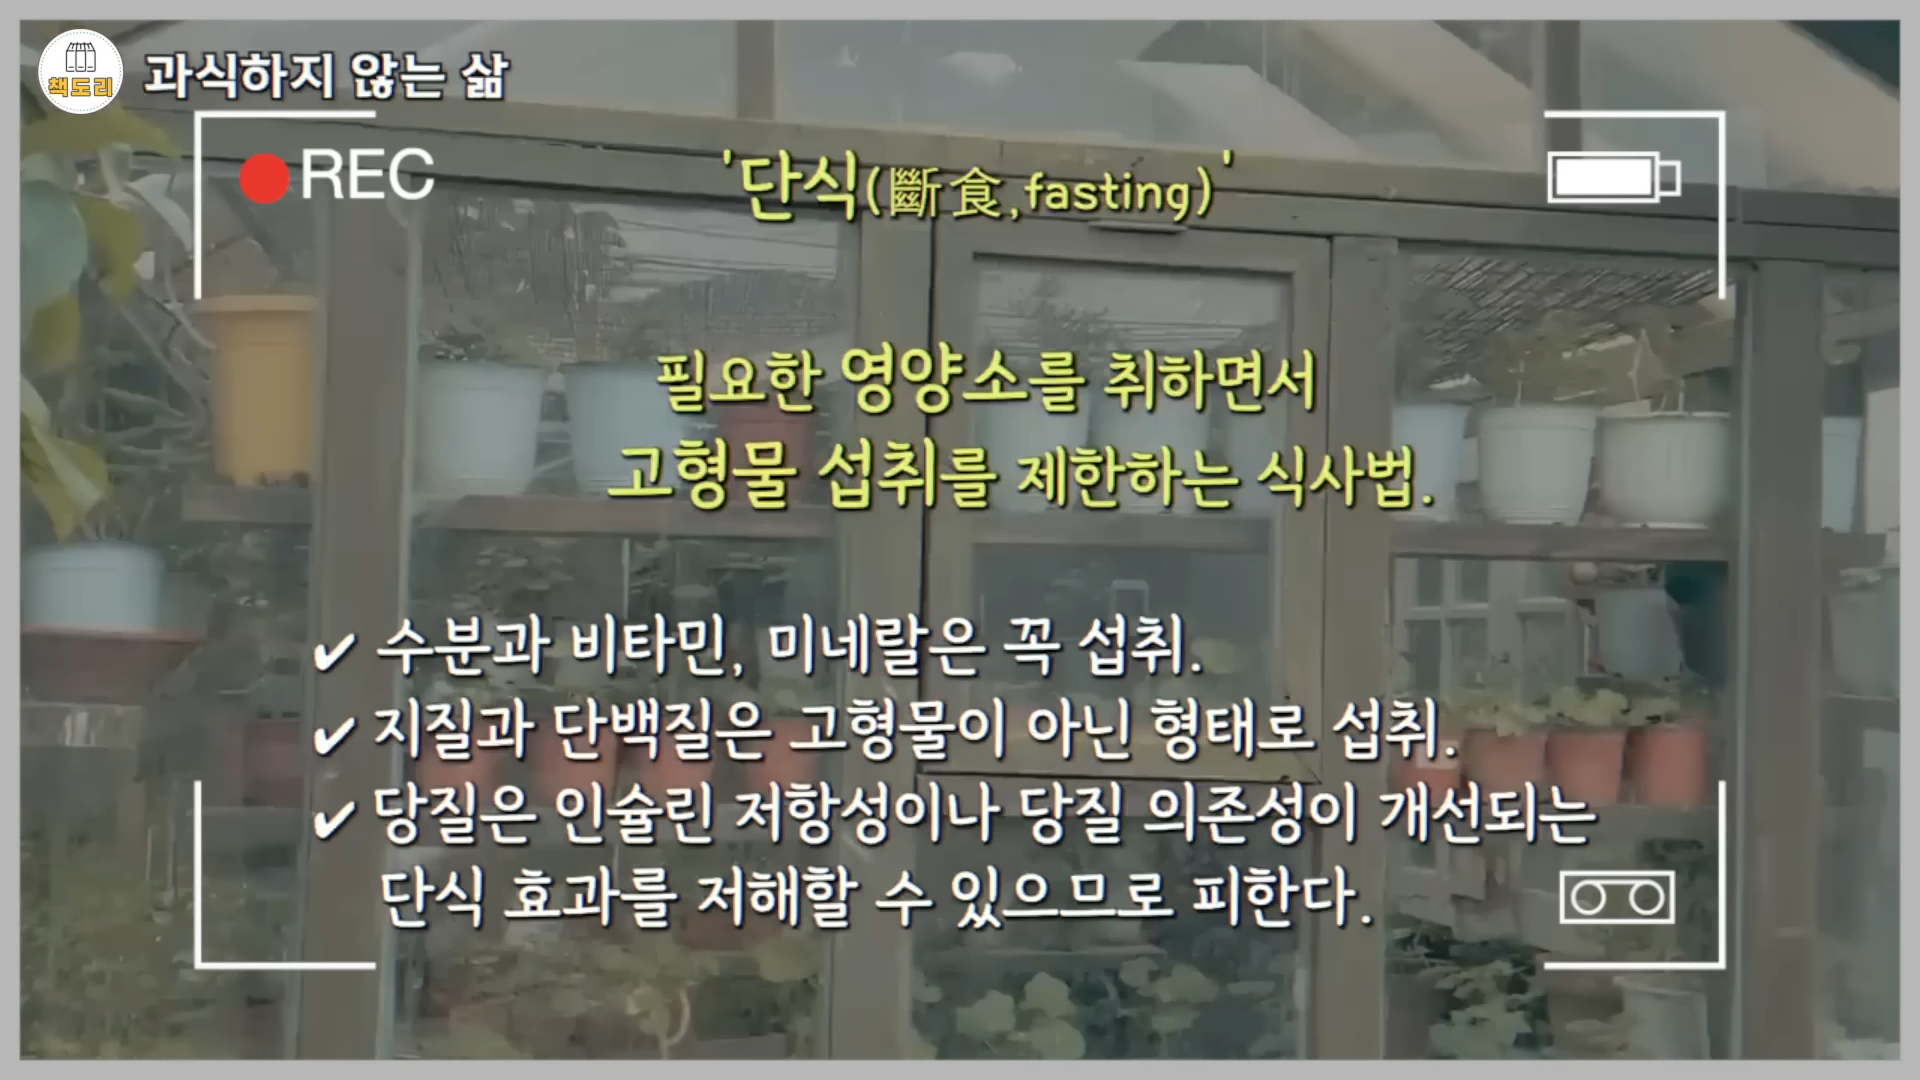 책도리
과식하지 않는 삶
REC
'단식(斷食,fasting)'
필요한 영양소를 취하면서
고형물 섭취를 제한하는 식사법.
✔ 수분과 비타민, 미네랄은 꼭 섭취.
✔ 지질과 단백질은 고형물이 아닌 형태로 섭취.
✔ 당질은 인슐린 저항성이나 당질 의존성이 개선되는
단식 효과를 저해할 수 있으므로 피한다.